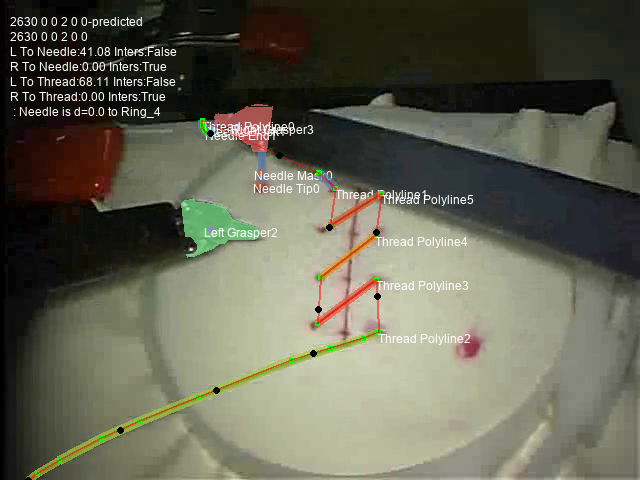 2630 0 0 2 0 0-predicted
2630 0 0 2 0 0
L To Needle:41.08 Inters:False
R To Needle:0.00 Inters:True
L To Thread:68.11 Inters:False
R To Thread:0.00 Inters:True
: Needle is d=0.0 to Ring_4
Thread Polyline0
Grasper3
Needle End1
Needle Mask0
Needle Tip0
Thread Polyline1
Thread Polyline5
Left Grasper2
Thread Polyline4
Thread Polyline3
Thread Polyline2